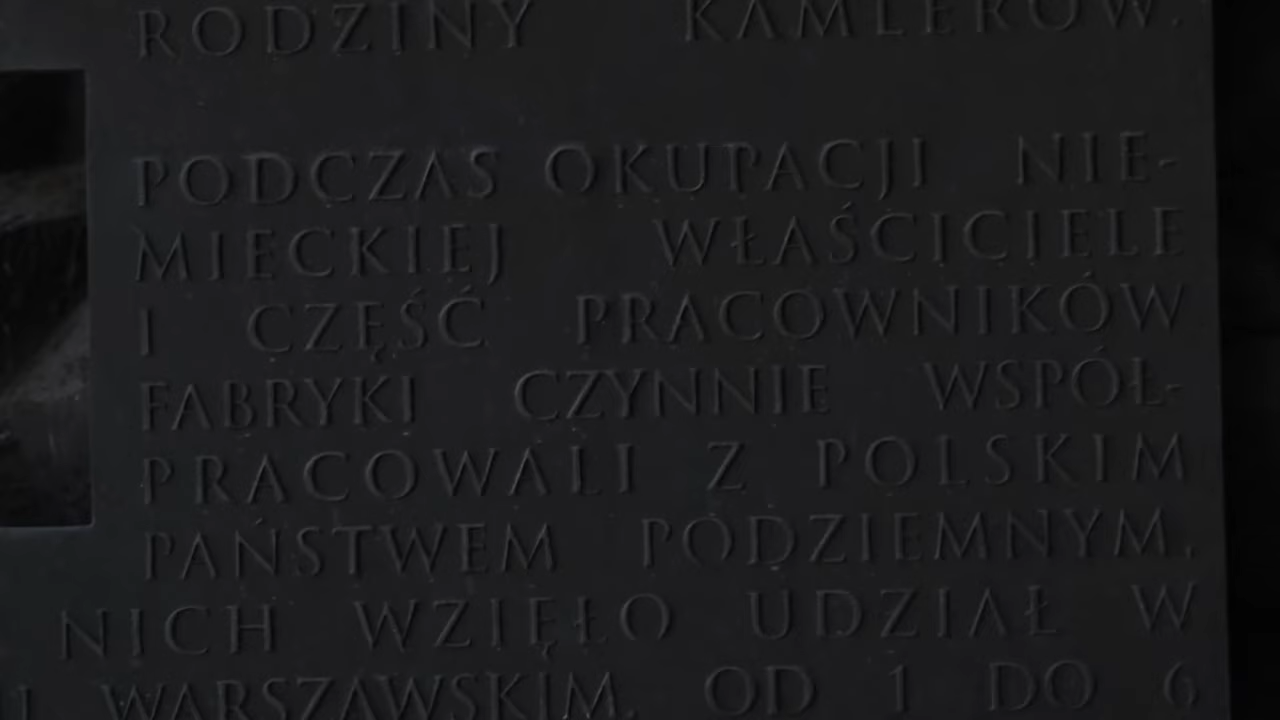 RODZINY KAMLERÓW.
PODCZAS OKUPACJI NIE-
MIECKIEJ WŁAŚCICIELE
I CZĘŚĆ PRACOWNIKÓW
FABRYKI CZYNNIE WSPÓŁ-
PRACOWALI Z POLSKIM
PAŃSTWEM PODZIEMNYM.
NICH WZIĘŁO UDZIAŁ W
WARSZAWSKIM. OD 1 DO 6